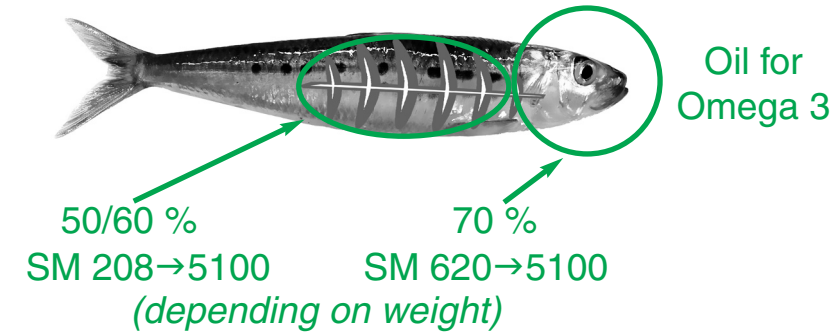 Oil for
Omega 3
50/60 %
SM 208→5100
70 %
SM 620→5100
(depending on weight)